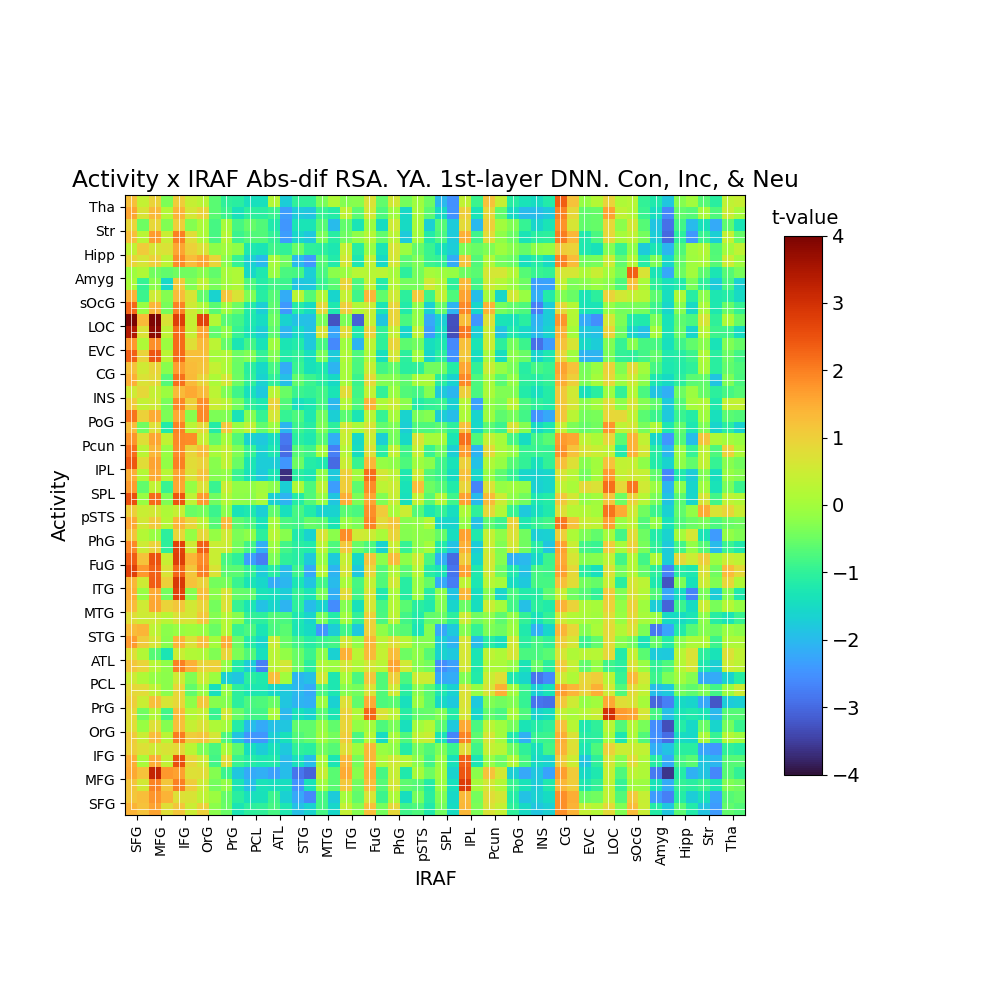 Activity x IRAF Abs-dif RSA. YA. 1st-layer DNN. Con, Inc, & Neu
t-value
Tha
Str
Hipp
Amyg
sOcG
LOC
EVC
CG
INS
PoG
Pcun
IPL
SPL
pSTS
PhG
FuG
ITG
MTG
STG
ATL
PCL
PrG
OrG
IFG
MFG
SFG
Activity
4
3
2
1
0
−1
−2
−3
−4
SFG MFG IFG OrG PrG PCL ATL STG MTG ITG FuG PhG pSTS SPL IPL Pcun PoG INS CG EVC LOC sOcG Amyg Hipp Str Tha
IRAF